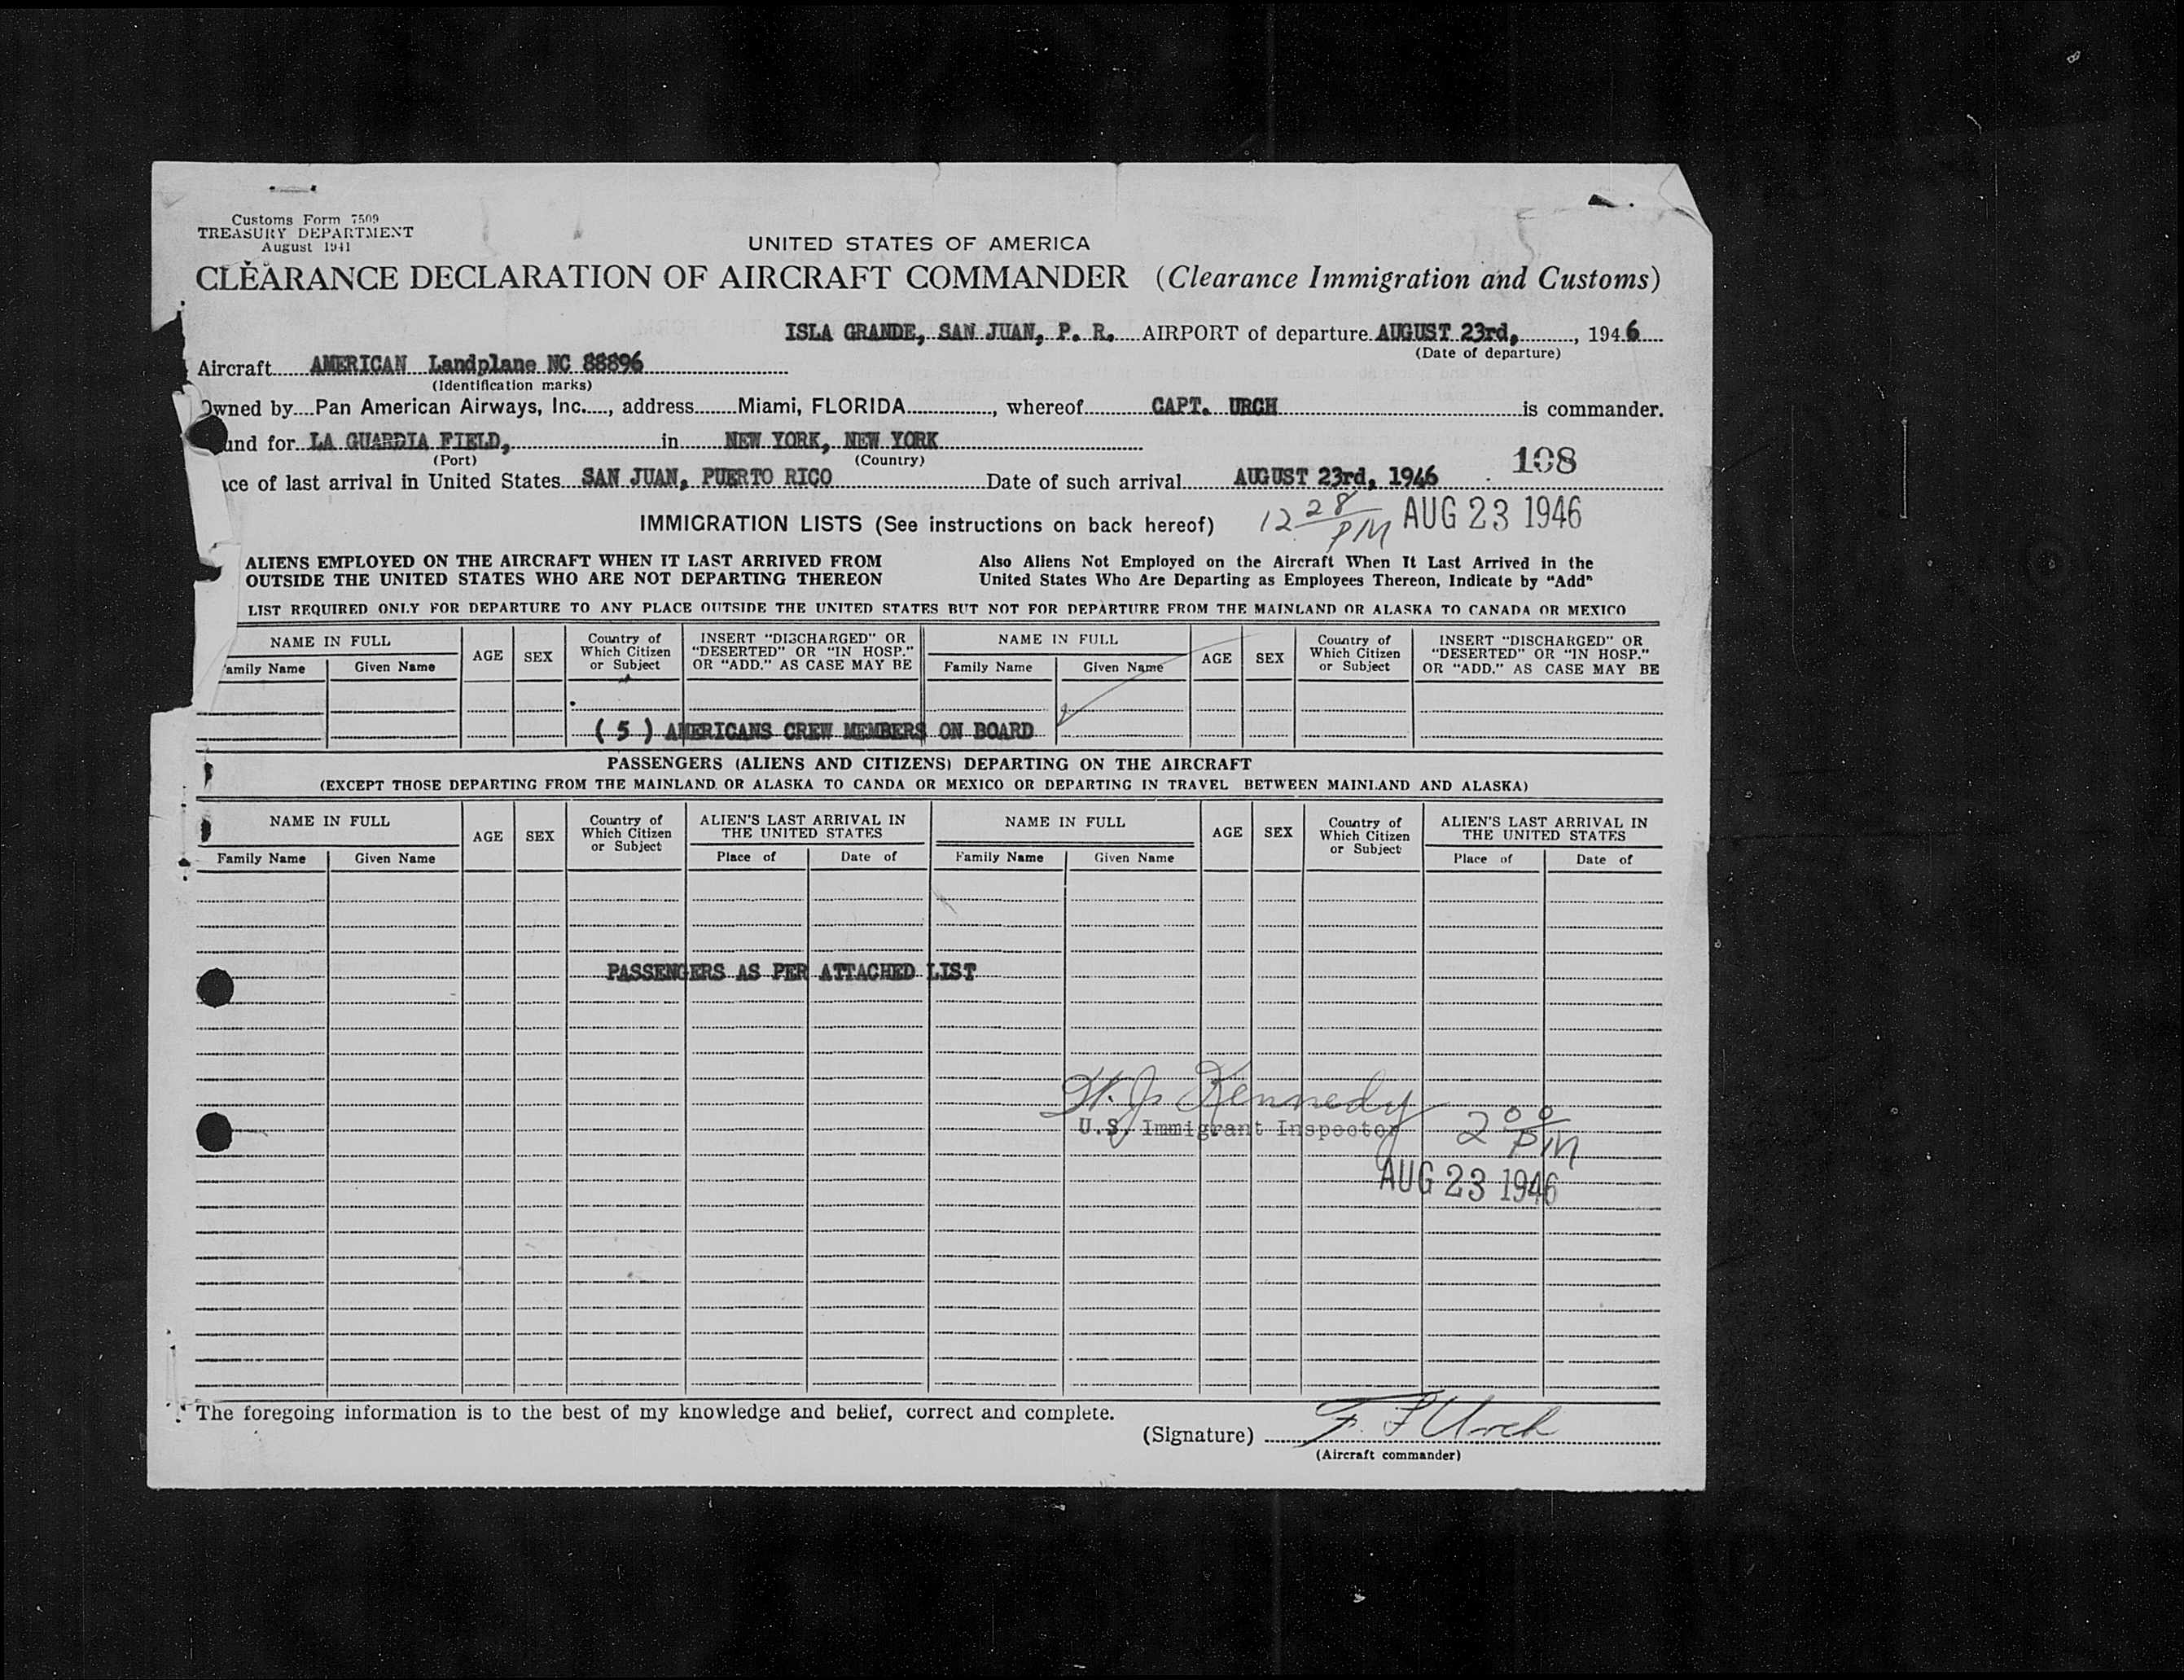 Customs Form 7509
TREASURY DEPARTMENT
August 1941
UNITED STATES OF AMERICA
CLEARANCE DECLARATION OF AIRCRAFT COMMANDER (Clearance Immigration and Customs)
ISLA GRANDE, SAN JUAN, P. R. AIRPORT of departure AUGUST 23rd, , 1946
(Date of departure)
Aircraft AMERICAN Landplane NC 88896
(Identification marks)
Owned by Pan American Airways, Inc. , address Miami, FLORIDA , whereof CAPT. URCH is commander.
und for LA GUARDIA FIELD, in NEW YORK, NEW YORK
(Port) (Country)
108
ce of last arrival in United States SAN JUAN, PUERTO RICO Date of such arrival AUGUST 23rd, 1946
IMMIGRATION LISTS (See instructions on back hereof) 12 28 PM AUG 23 1946
ALIENS EMPLOYED ON THE AIRCRAFT WHEN IT LAST ARRIVED FROM
OUTSIDE THE UNITED STATES WHO ARE NOT DEPARTING THEREON
Also Aliens Not Employed on the Aircraft When It Last Arrived in the
United States Who Are Departing as Employees Thereon, Indicate by "Add"
LIST REQUIRED ONLY FOR DEPARTURE TO ANY PLACE OUTSIDE THE UNITED STATES BUT NOT FOR DEPARTURE FROM THE MAINLAND OR ALASKA TO CANADA OR MEXICO
NAME IN FULL
amily Name Given Name
AGE
SEX
Country of
Which Citizen
or Subject
INSERT "DISCHARGED" OR
"DESERTED" OR "IN HOSP."
OR "ADD." AS CASE MAY BE
NAME IN FULL
Family Name Given Name
AGE
SEX
Country of
Which Citizen
or Subject
INSERT "DISCHARGED" OR
"DESERTED" OR "IN HOSP."
OR "ADD." AS CASE MAY BE
( 5 ) AMERICANS CREW MEMBERS ON BOARD
PASSENGERS (ALIENS AND CITIZENS) DEPARTING ON THE AIRCRAFT
(EXCEPT THOSE DEPARTING FROM THE MAINLAND OR ALASKA TO CANDA OR MEXICO OR DEPARTING IN TRAVEL BETWEEN MAINLAND AND ALASKA)
NAME IN FULL
Family Name Given Name
AGE
SEX
Country of
Which Citizen
or Subject
ALIEN'S LAST ARRIVAL IN
THE UNITED STATES
Place of Date of
NAME IN FULL
Family Name Given Name
AGE
SEX
Country of
Which Citizen
or Subject
ALIEN'S LAST ARRIVAL IN
THE UNITED STATES
Place of Date of
PASSENGERS AS PER ATTACHED LIST
H. J. Kennedy
U.S. Immigrant Inspector 2 00 PM
AUG 23 1946
The foregoing information is to the best of my knowledge and belief, correct and complete.
(Signature) F. F Urch
(Aircraft commander)